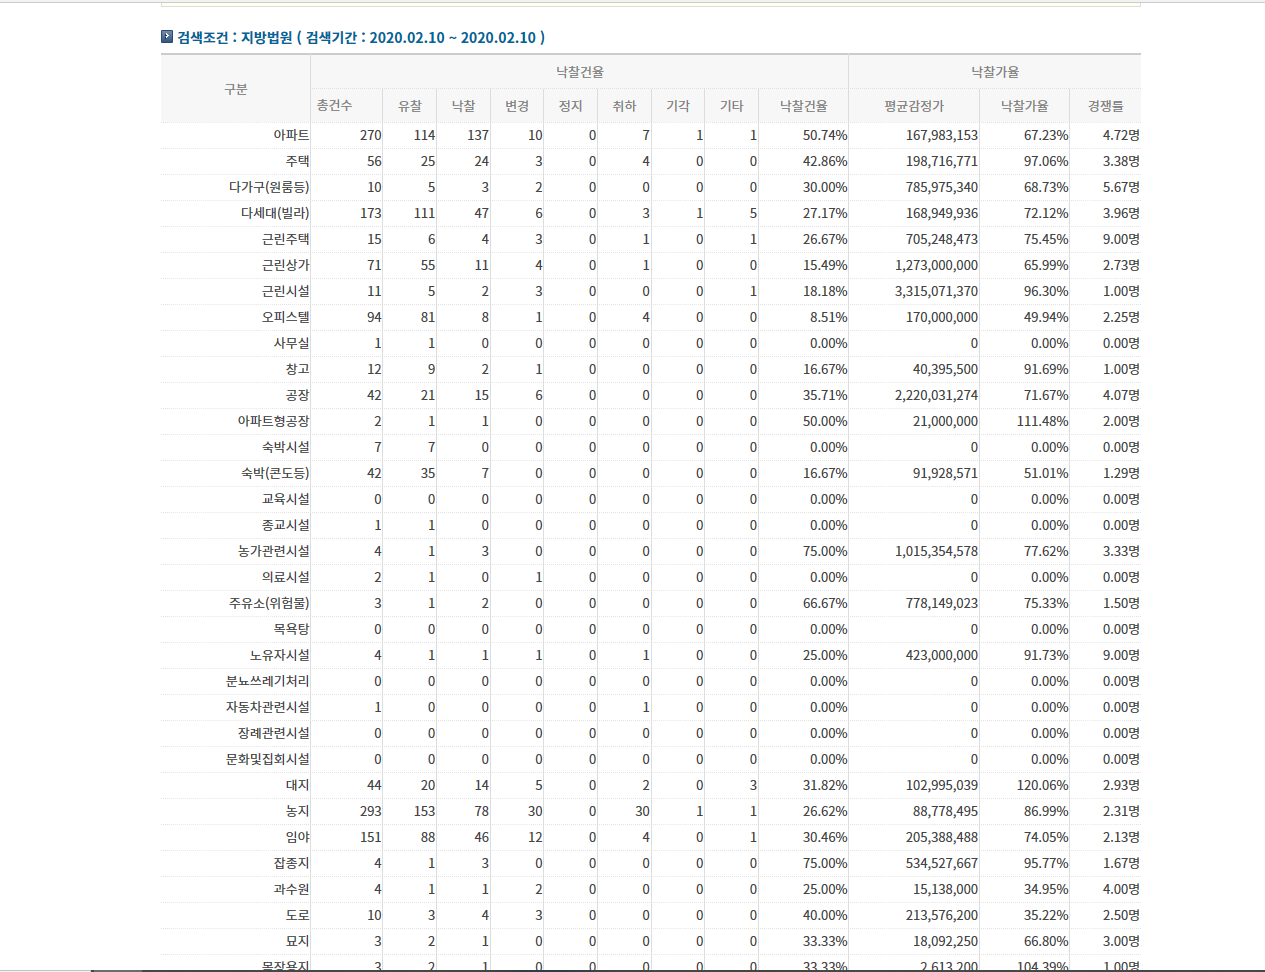 검색조건 : 지방법원 ( 검색기간 : 2020.02.10 ~ 2020.02.10 )
구분 낙찰건율 낙찰가율
총건수 유찰 낙찰 변경 정지 취하 기각 기타 낙찰건율 평균감정가 낙찰가율 경쟁률
아파트 270 114 137 10 0 7 1 1 50.74% 167,983,153 67.23% 4.72명
주택 56 25 24 3 0 4 0 0 42.86% 198,716,771 97.06% 3.38명
다가구(원룸등) 10 5 3 2 0 0 0 0 30.00% 785,975,340 68.73% 5.67명
다세대(빌라) 173 111 47 6 0 3 1 5 27.17% 168,949,936 72.12% 3.96명
근린주택 15 6 4 3 0 1 0 1 26.67% 705,248,473 75.45% 9.00명
근린상가 71 55 11 4 0 1 0 0 15.49% 1,273,000,000 65.99% 2.73명
근린시설 11 5 2 3 0 0 0 1 18.18% 3,315,071,370 96.30% 1.00명
오피스텔 94 81 8 1 0 4 0 0 8.51% 170,000,000 49.94% 2.25명
사무실 1 1 0 0 0 0 0 0 0.00% 0 0.00% 0.00명
창고 12 9 2 1 0 0 0 0 16.67% 40,395,500 91.69% 1.00명
공장 42 21 15 6 0 0 0 0 35.71% 2,220,031,274 71.67% 4.07명
아파트형공장 2 1 1 0 0 0 0 0 50.00% 21,000,000 111.48% 2.00명
숙박시설 7 7 0 0 0 0 0 0 0.00% 0 0.00% 0.00명
숙박(콘도등) 42 35 7 0 0 0 0 0 16.67% 91,928,571 51.01% 1.29명
교육시설 0 0 0 0 0 0 0 0 0.00% 0 0.00% 0.00명
종교시설 1 1 0 0 0 0 0 0 0.00% 0 0.00% 0.00명
농가관련시설 4 1 3 0 0 0 0 0 75.00% 1,015,354,578 77.62% 3.33명
의료시설 2 1 0 1 0 0 0 0 0.00% 0 0.00% 0.00명
주유소(위험물) 3 1 2 0 0 0 0 0 66.67% 778,149,023 75.33% 1.50명
목욕탕 0 0 0 0 0 0 0 0 0.00% 0 0.00% 0.00명
노유자시설 4 1 1 1 0 1 0 0 25.00% 423,000,000 91.73% 9.00명
분뇨쓰레기처리 0 0 0 0 0 0 0 0 0.00% 0 0.00% 0.00명
자동차관련시설 1 0 0 0 0 1 0 0 0.00% 0 0.00% 0.00명
장례관련시설 0 0 0 0 0 0 0 0 0.00% 0 0.00% 0.00명
문화및집회시설 0 0 0 0 0 0 0 0 0.00% 0 0.00% 0.00명
대지 44 20 14 5 0 2 0 3 31.82% 102,995,039 120.06% 2.93명
농지 293 153 78 30 0 30 1 1 26.62% 88,778,495 86.99% 2.31명
임야 151 88 46 12 0 4 0 1 30.46% 205,388,488 74.05% 2.13명
잡종지 4 1 3 0 0 0 0 0 75.00% 534,527,667 95.77% 1.67명
과수원 4 1 1 2 0 0 0 0 25.00% 15,138,000 34.95% 4.00명
도로 10 3 4 3 0 0 0 0 40.00% 213,576,200 35.22% 2.50명
묘지 3 2 1 0 0 0 0 0 33.33% 18,092,250 66.80% 3.00명
목장용지 3 2 1 0 0 0 0 0 33.33% 2,613,200 104.39% 1.00명